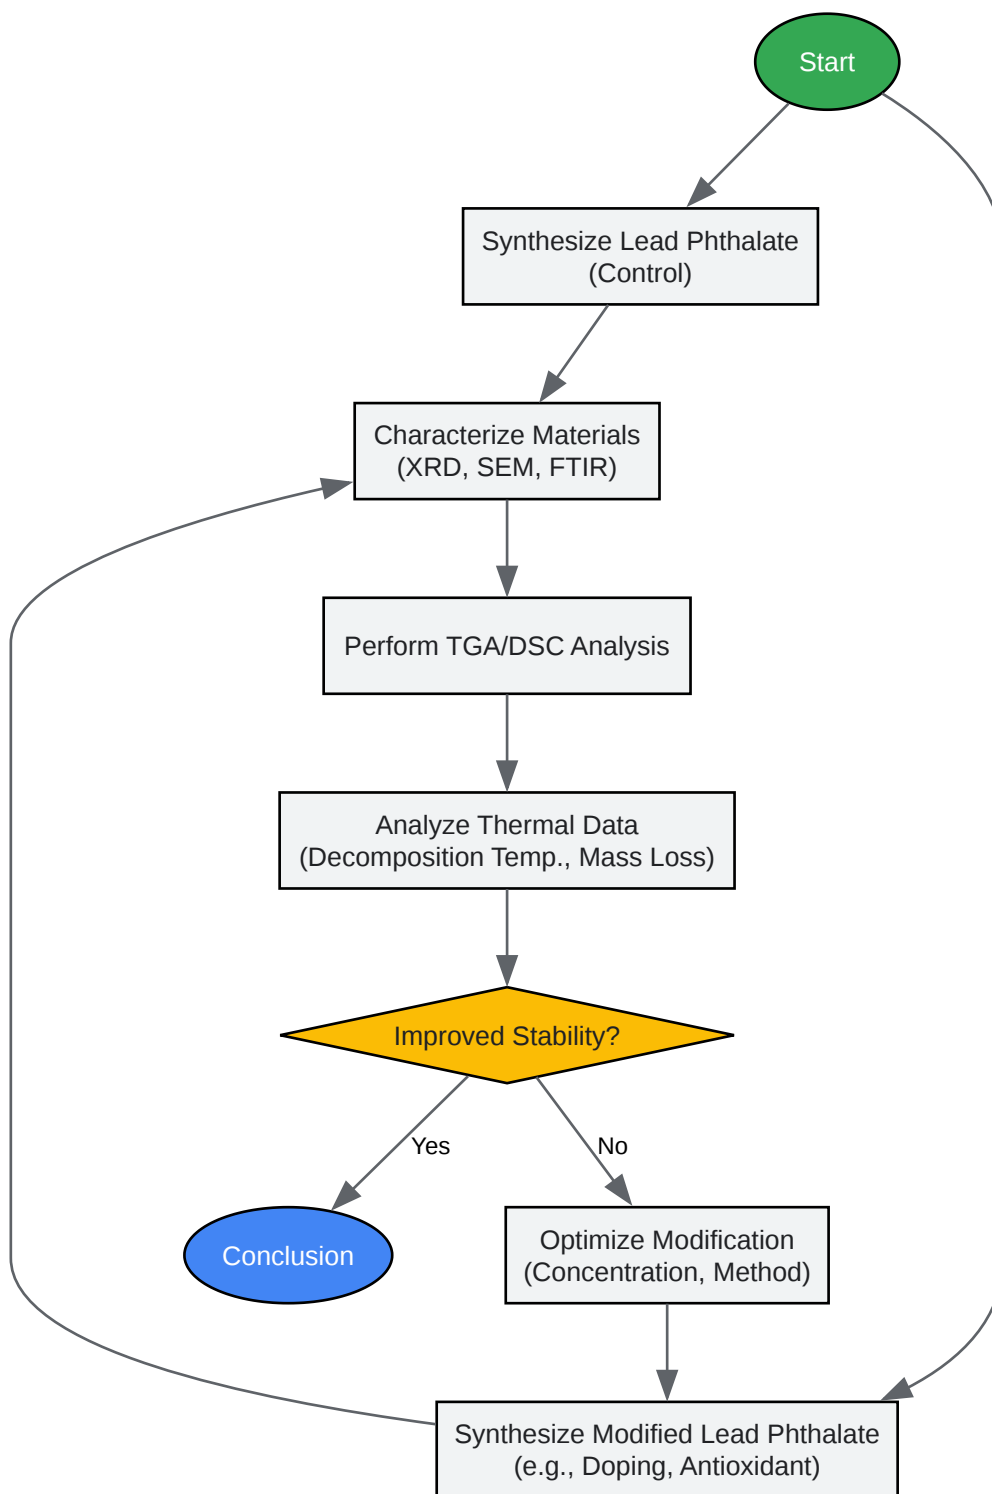 Start
Synthesize Lead Phthalate
(Control)
Characterize Materials
(XRD, SEM, FTIR)
Perform TGA/DSC Analysis
Analyze Thermal Data
(Decomposition Temp., Mass Loss)
Improved Stability?
Yes
No
Conclusion
Optimize Modification
(Concentration, Method)
Synthesize Modified Lead Phthalate
(e.g., Doping, Antioxidant)